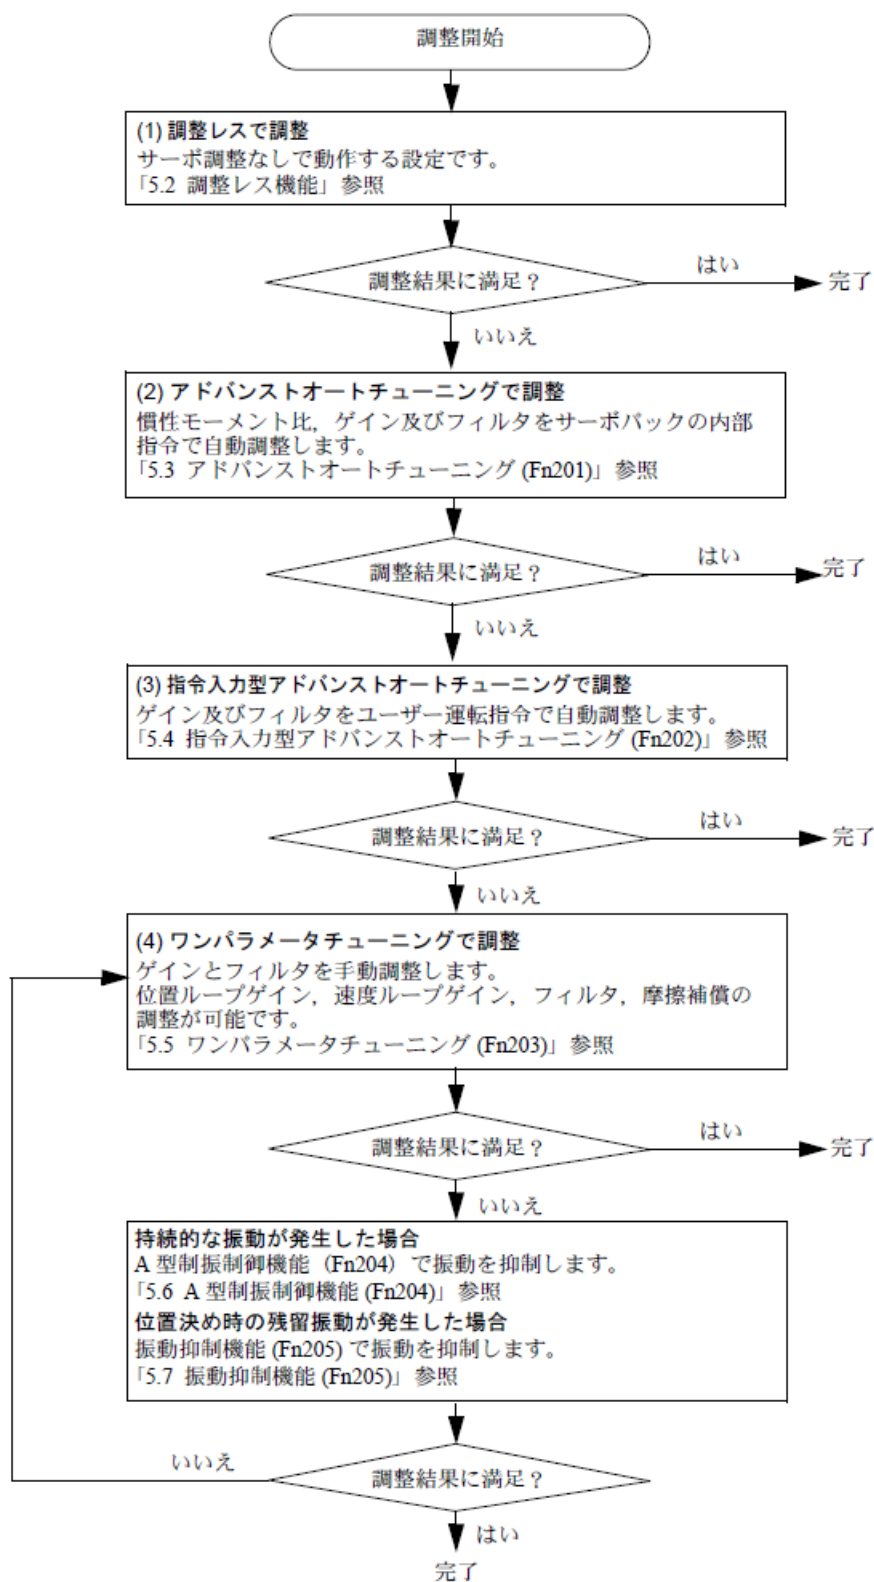 調整開始
(1) 調整レスで調整
サーボ調整なしで動作する設定です。
「5.2 調整レス機能」参照
調整結果に満足？
はい
完了
いいえ
(2) アドバンストオートチューニングで調整
慣性モーメント比，ゲイン及びフィルタをサーボパックの内部
指令で自動調整します。
「5.3 アドバンストオートチューニング (Fn201)」参照
調整結果に満足？
はい
完了
いいえ
(3) 指令入力型アドバンストオートチューニングで調整
ゲイン及びフィルタをユーザー運転指令で自動調整します。
「5.4 指令入力型アドバンストオートチューニング (Fn202)」参照
調整結果に満足？
はい
完了
いいえ
(4) ワンパラメータチューニングで調整
ゲインとフィルタを手動調整します。
位置ループゲイン，速度ループゲイン，フィルタ，摩擦補償の
調整が可能です。
「5.5 ワンパラメータチューニング (Fn203)」参照
調整結果に満足？
はい
完了
いいえ
持続的な振動が発生した場合
A 型制振制御機能（Fn204）で振動を抑制します。
「5.6 A 型制振制御機能 (Fn204)」参照
位置決め時の残留振動が発生した場合
振動抑制機能 (Fn205) で振動を抑制します。
「5.7 振動抑制機能 (Fn205)」参照
いいえ
調整結果に満足？
はい
完了